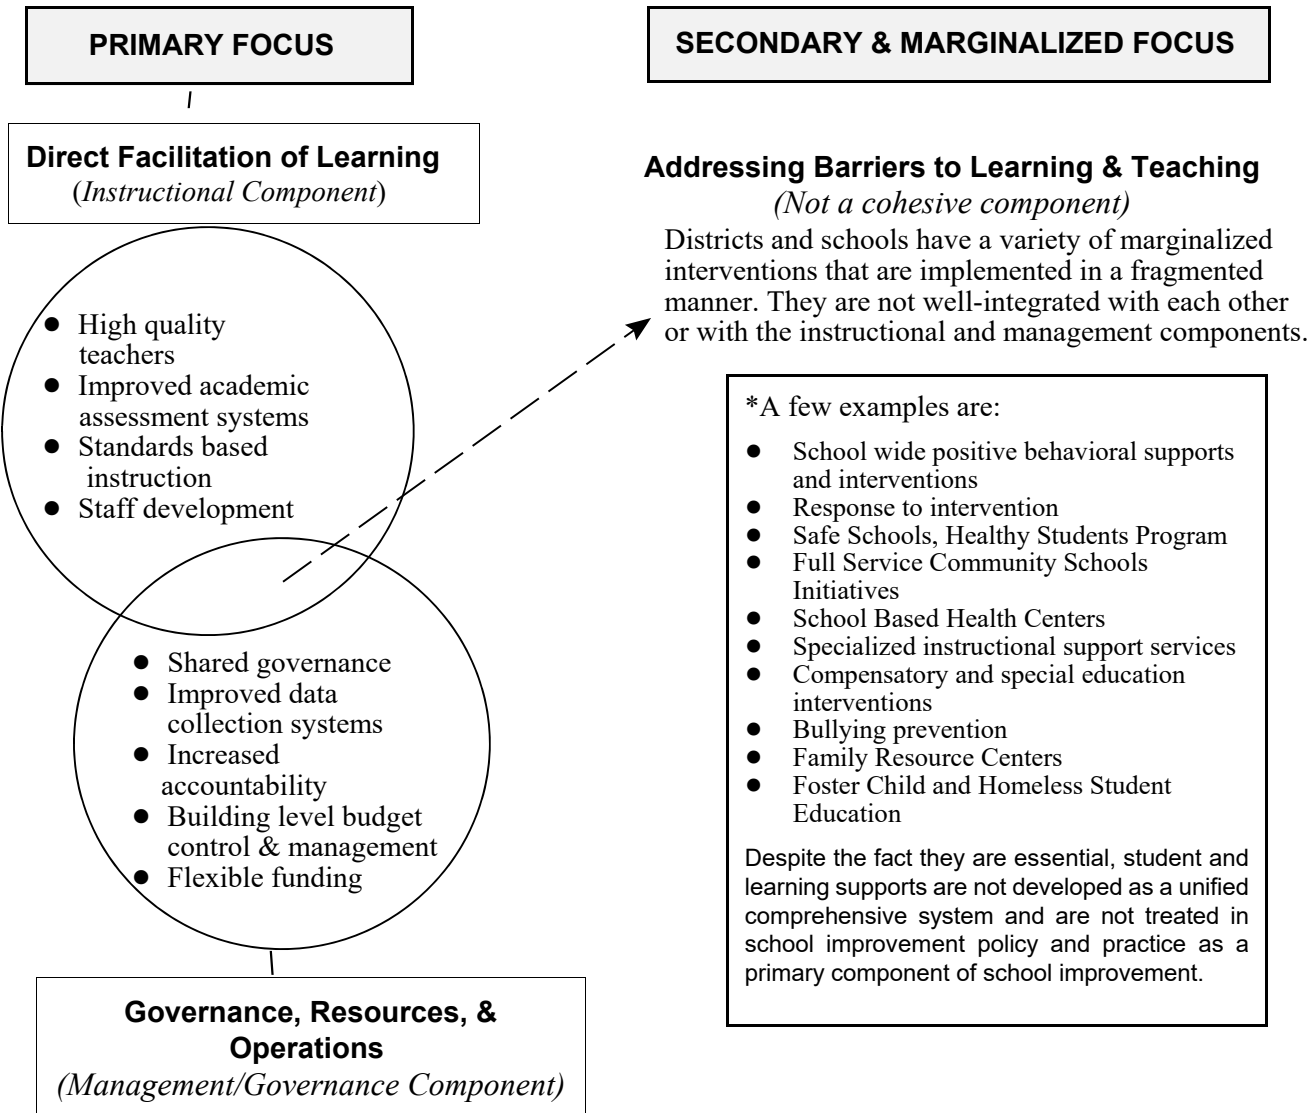 PRIMARY FOCUS
Direct Facilitation of Learning
(Instructional Component)
● High quality
teachers
● Improved academic
assessment systems
● Standards based
instruction
● Staff development
● Shared governance
● Improved data
collection systems
● Increased
accountability
● Building level budget
control & management
● Flexible funding
Governance, Resources, &
Operations
(Management/Governance Component)
SECONDARY & MARGINALIZED FOCUS
Addressing Barriers to Learning & Teaching
(Not a cohesive component)
Districts and schools have a variety of marginalized
interventions that are implemented in a fragmented
manner. They are not well-integrated with each other
or with the instructional and management components.
*A few examples are:
● School wide positive behavioral supports
and interventions
● Response to intervention
● Safe Schools, Healthy Students Program
● Full Service Community Schools
Initiatives
● School Based Health Centers
● Specialized instructional support services
● Compensatory and special education
interventions
● Bullying prevention
● Family Resource Centers
● Foster Child and Homeless Student
Education
Despite the fact they are essential, student and
learning supports are not developed as a unified
comprehensive system and are not treated in
school improvement policy and practice as a
primary component of school improvement.